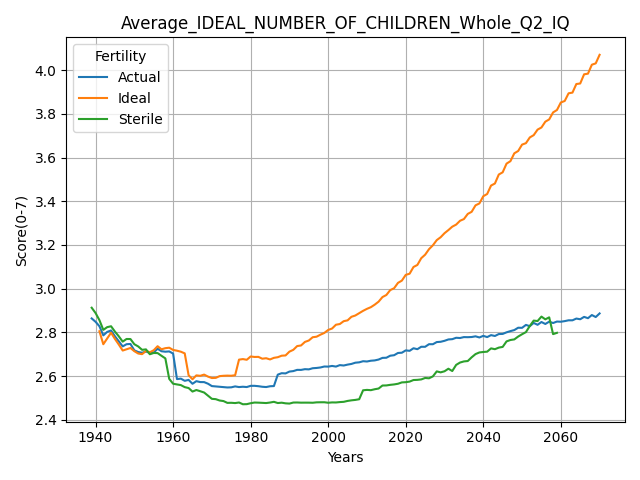 Average_IDEAL_NUMBER_OF_CHILDREN_Whole_Q2_IQ
Fertility
Actual
Ideal
Sterile
Score(0-7)
4.0
3.8
3.6
3.4
3.2
3.0
2.8
2.6
2.4
1940 1960 1980 2000 2020 2040 2060
Years